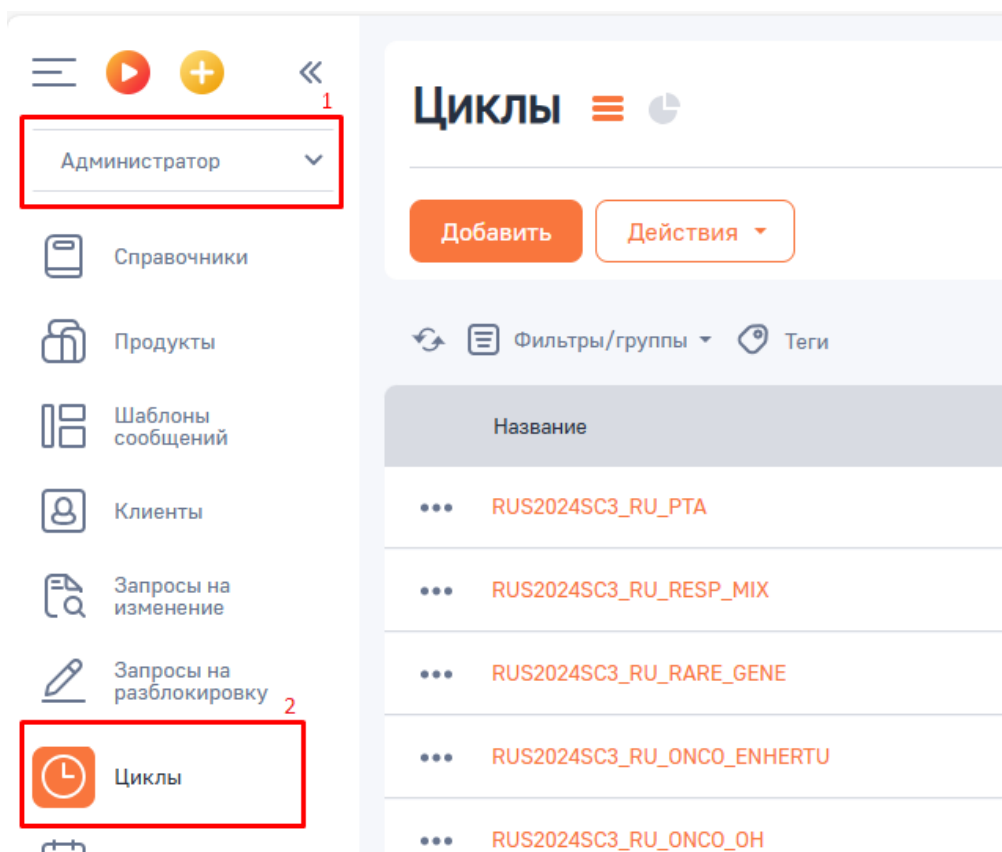 1
Администратор
Справочники
Продукты
Шаблоны
сообщений
Клиенты
Запросы на
изменение
Запросы на
разблокировку
2
Циклы
Циклы
Добавить
Действия
Фильтры/группы
Теги
Название
RUS2024SC3_RU_PTA
RUS2024SC3_RU_RESP_MIX
RUS2024SC3_RU_RARE_GENE
RUS2024SC3_RU_ONCO_ENHERTU
RUS2024SC3_RU_ONCO_OH